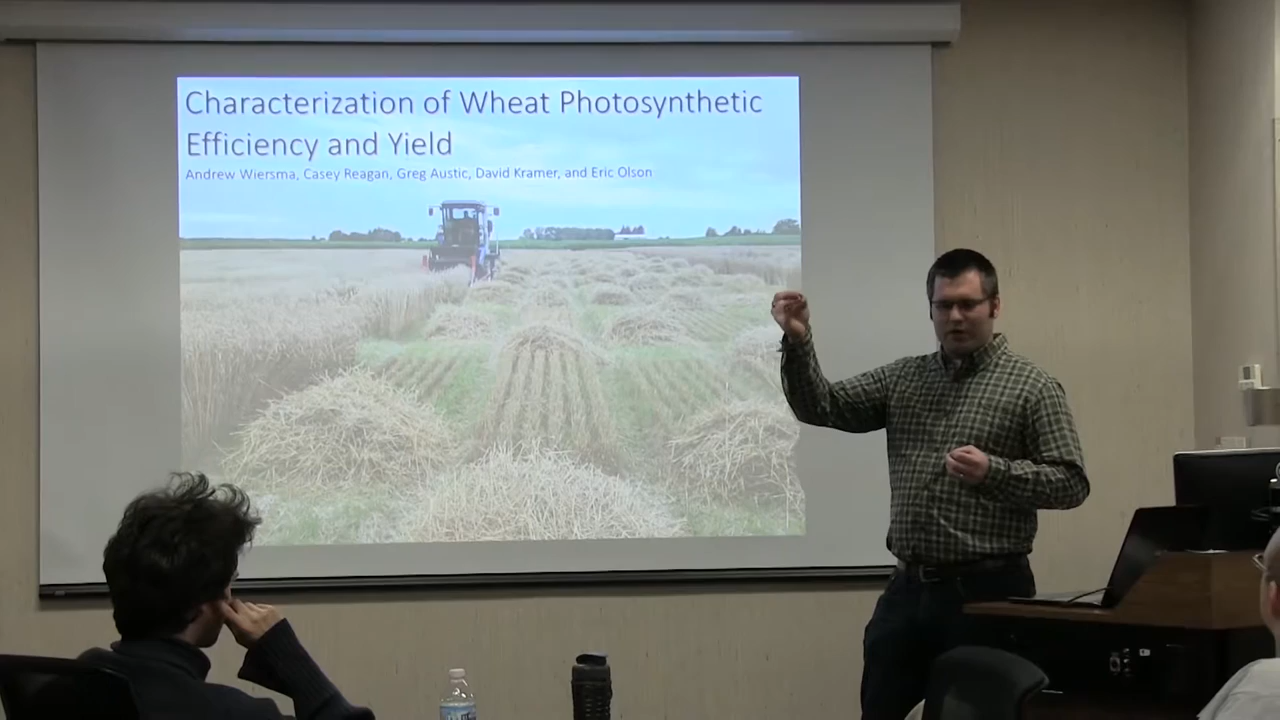 Characterization of Wheat Photosynthetic
Efficiency and Yield
Andrew Wiersma, Casey Reagan, Greg Austic, David Kramer, and Eric Olson